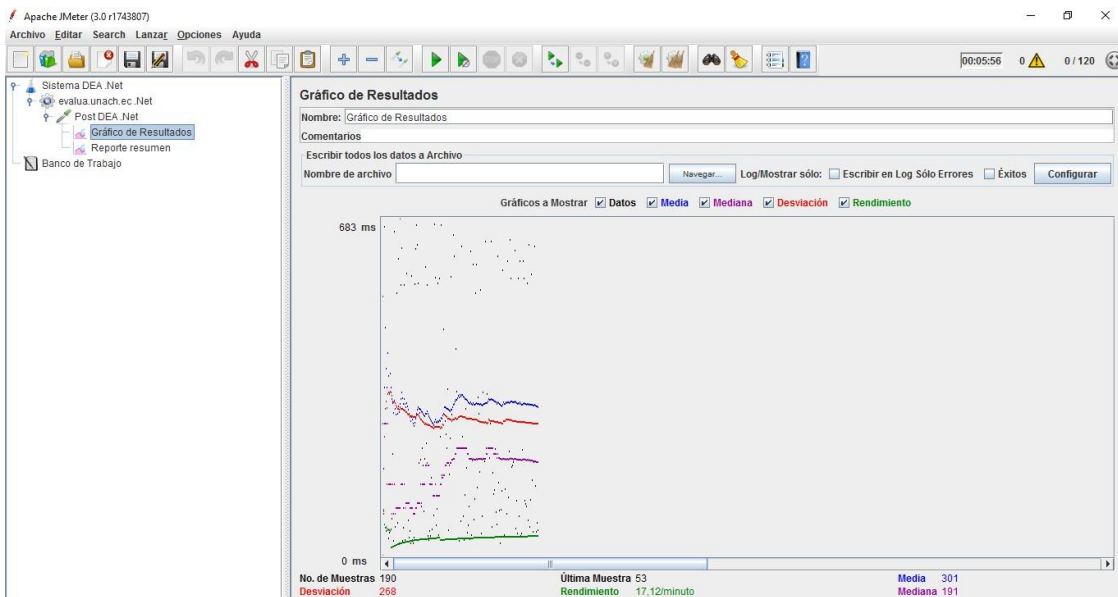 Apache JMeter (3.0 r1743807)
Archivo Editar Search Lanzar Opciones Ayuda
00:05:56 0 0 / 120
Sistema DEA .Net
evalua.unach.ec .Net
Post DEA .Net
Gráfico de Resultados
Reporte resumen
Banco de Trabajo
Gráfico de Resultados
Nombre: Gráfico de Resultados
Comentarios
Escribir todos los datos a Archivo
Nombre de archivo Navegar... Log/Mostrar sólo: Escribir en Log Sólo Errores Éxitos Configurar
Gráficos a Mostrar Datos Media Mediana Desviación Rendimiento
683 ms
0 ms
No. de Muestras 190 Última Muestra 53 Media 301
Desviación 268 Rendimiento 17,12/minuto Mediana 191